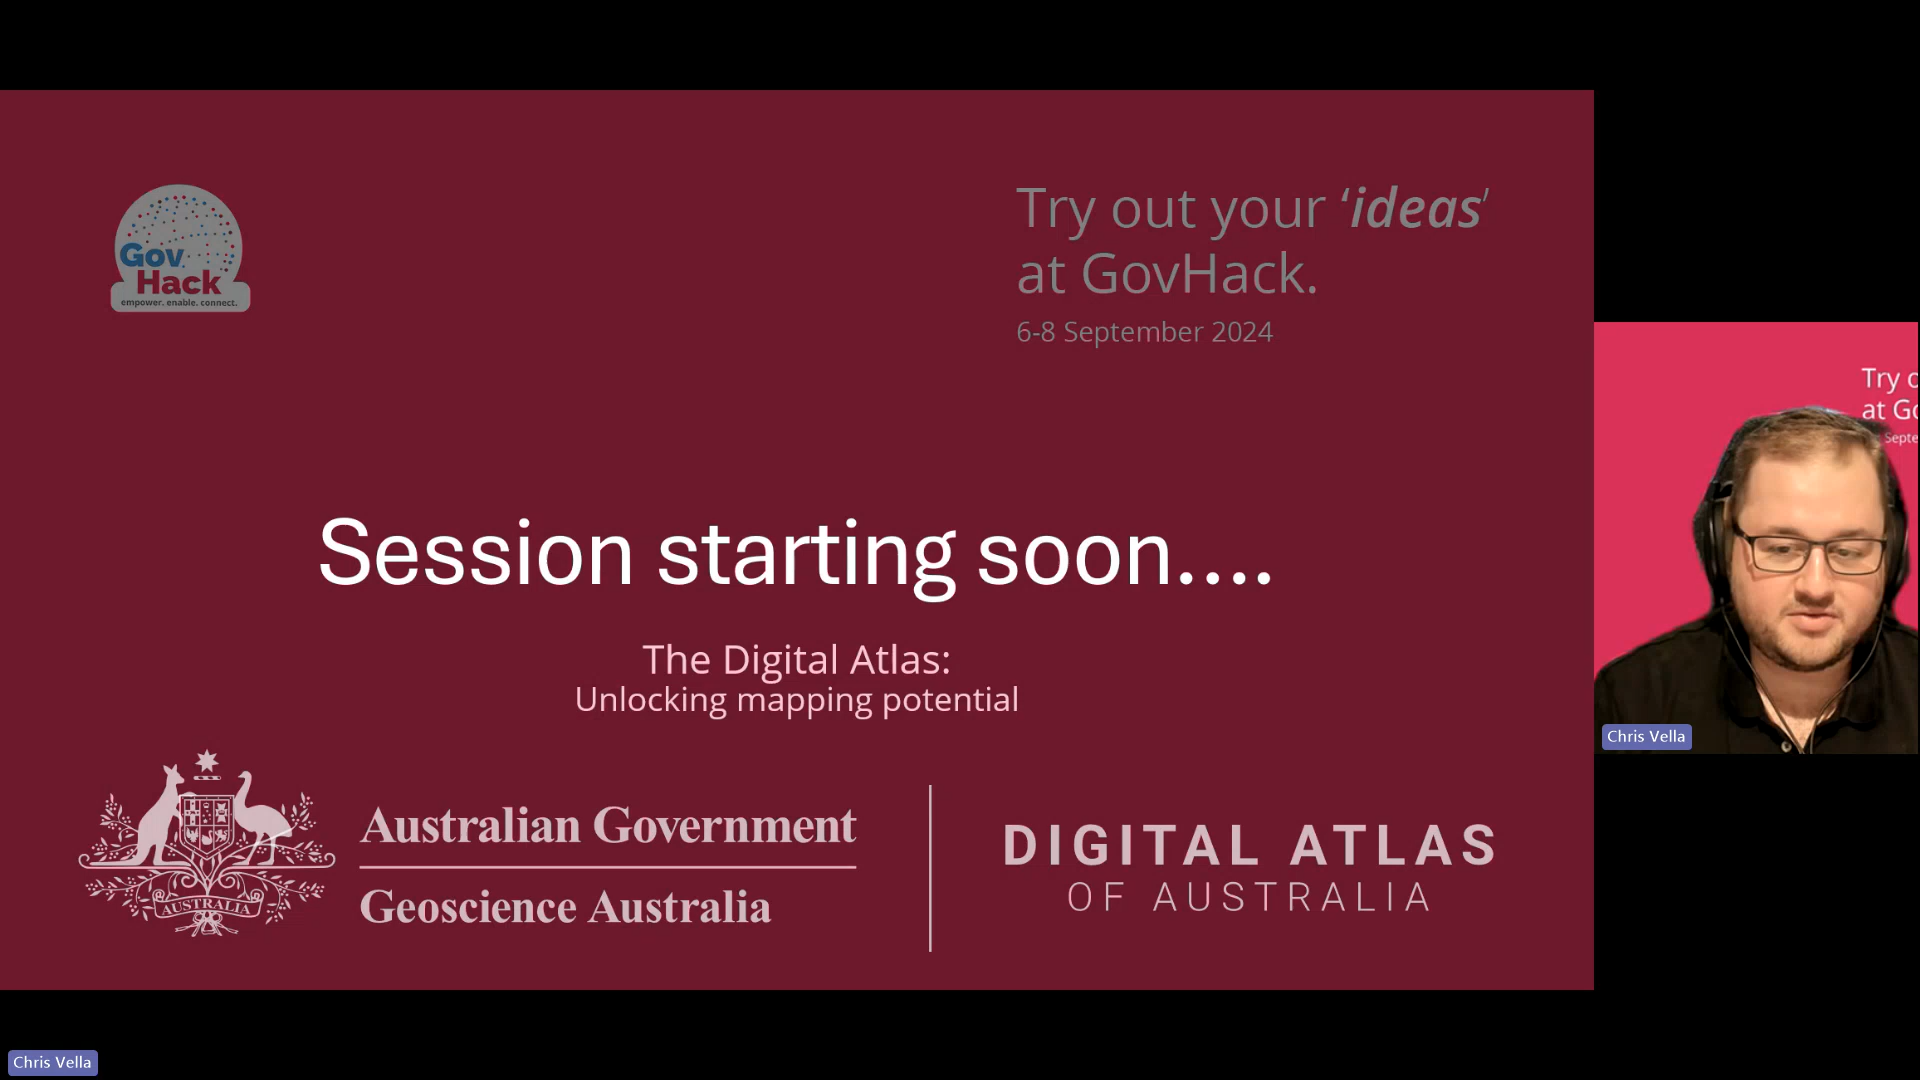 Gov
Hack
empower. enable. connect.
Try out your ‘ideas’
at GovHack.
6-8 September 2024
Session starting soon....
The Digital Atlas:
Unlocking mapping potential
AUSTRALIA
Australian Government
Geoscience Australia
DIGITAL ATLAS
OF AUSTRALIA
Try o
at Go
Septe
Chris Vella
Chris Vella